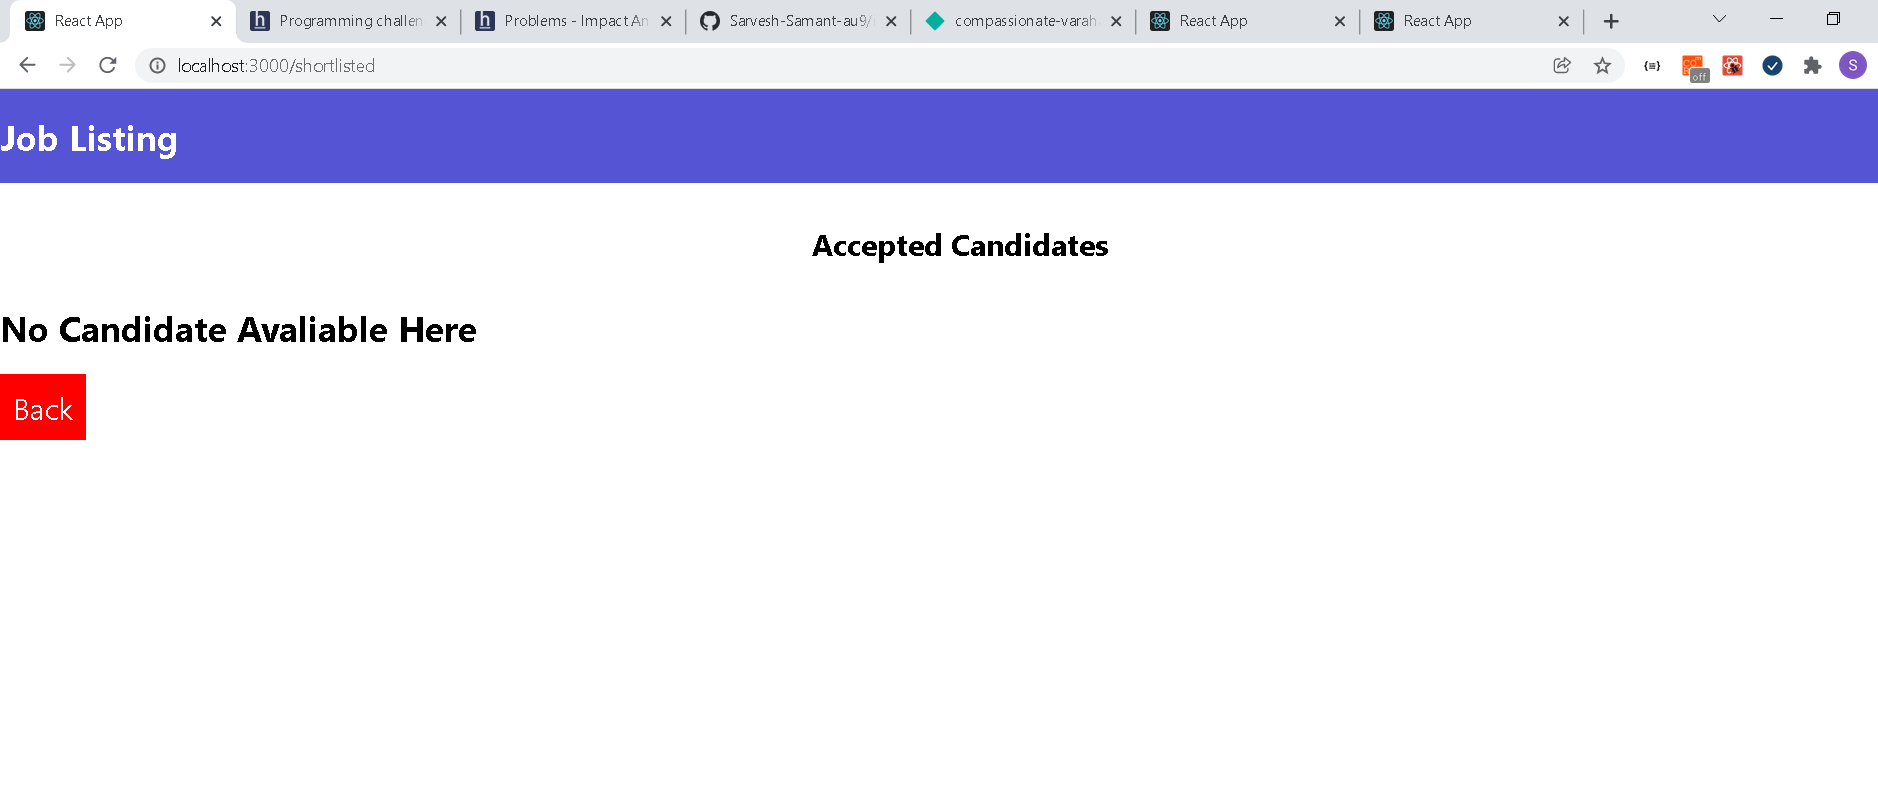 React App
Programming challen
Problems - Impact An
Sarvesh-Samant-au9/
compassionate-varah
React App
React App
localhost:3000/shortlisted
off
S
Job Listing
Accepted Candidates
No Candidate Avaliable Here
Back